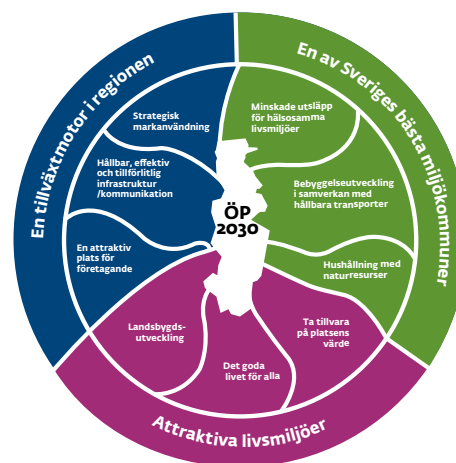 En tillväxtmotor i regionen
Strategisk
markanvändning
Hållbar, effektiv
och tillförlitlig
infrastruktur
/kommunikation
En attraktiv
plats för
företagande
En av Sveriges bästa miljökommuner
Minskade utsläpp
för hälsosamma
livsmiljöer
Bebyggelseutveckling
i samverkan med
hållbara transporter
Hushållning med
naturresurser
ÖP
2030
Landsbygds-
utveckling
Det goda
livet för alla
Ta tillvara
på platsens
värde
Attraktiva livsmiljöer